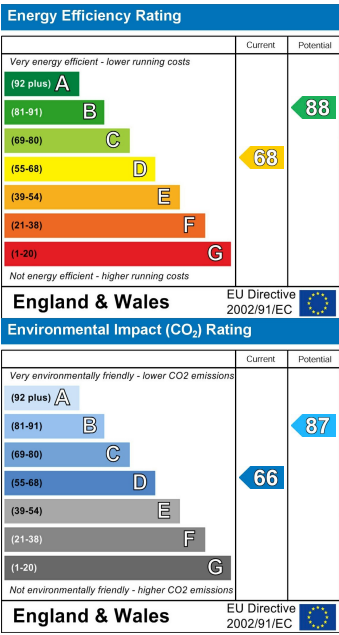 Energy Efficiency Rating
Current Potential
Very energy efficient - lower running costs
(92 plus) A
(81-91) B
88
(69-80) C
68
(55-68) D
(39-54) E
(21-38) F
(1-20) G
Not energy efficient - higher running costs
England & Wales
EU Directive
2002/91/EC
Environmental Impact (CO₂) Rating
Current Potential
Very environmentally friendly - lower CO2 emissions
(92 plus) A
(81-91) B
87
(69-80) C
(55-68) D
66
(39-54) E
(21-38) F
(1-20) G
Not environmentally friendly - higher CO2 emissions
England & Wales
EU Directive
2002/91/EC